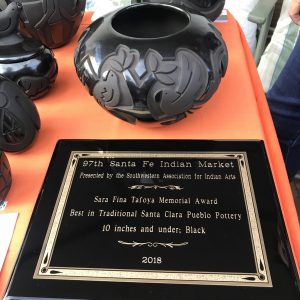 97th Santa Fe Indian Market
Presented by the Southwestern Association for Indian Arts
Sara Fina Tafoya Memorial Award
Best in Traditional Santa Clara Pueblo Pottery
10 inches and under; Black
2018